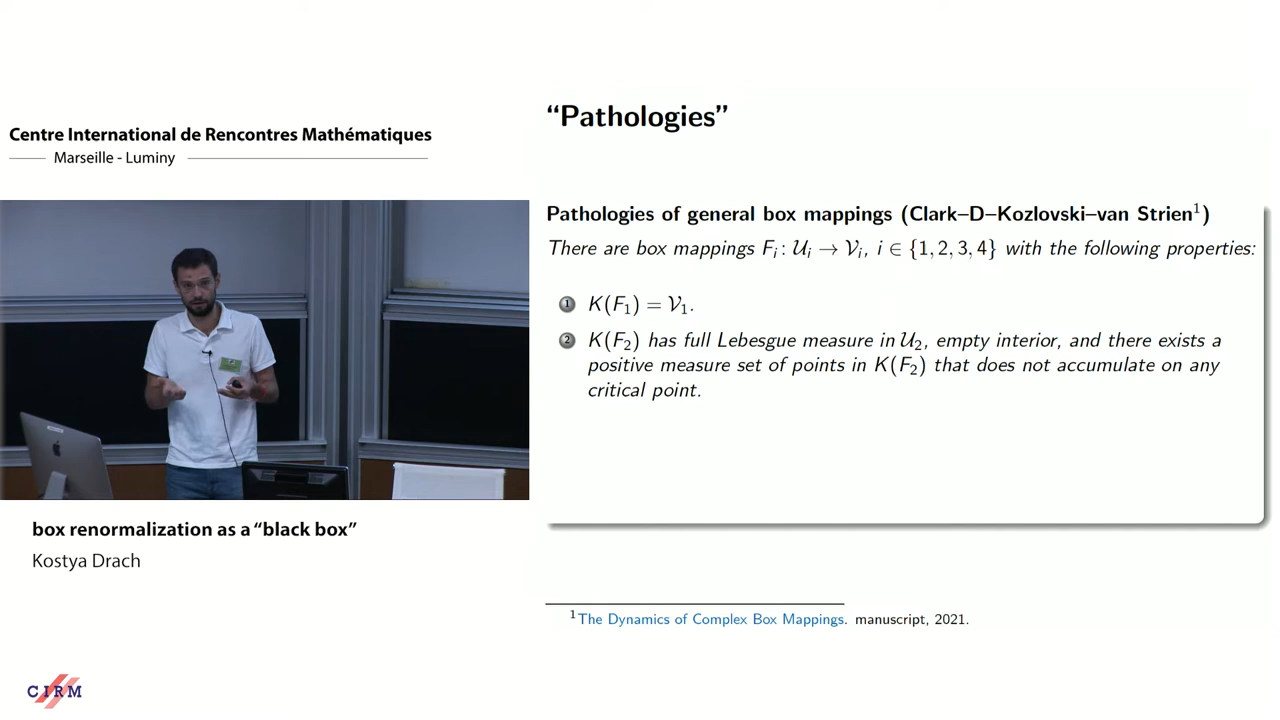 Centre International de Rencontres Mathématiques
Marseille - Luminy
box renormalization as a “black box”
Kostya Drach
CIRM
“Pathologies”
Pathologies of general box mappings (Clark–D–Kozlovski–van Strien¹)
There are box mappings Fᵢ : 𝒰ᵢ → 𝒱ᵢ, i ∈ {1, 2, 3, 4} with the following properties:
1 K(F₁) = 𝒱₁.
2 K(F₂) has full Lebesgue measure in 𝒰₂, empty interior, and there exists a
positive measure set of points in K(F₂) that does not accumulate on any
critical point.
¹The Dynamics of Complex Box Mappings. manuscript, 2021.